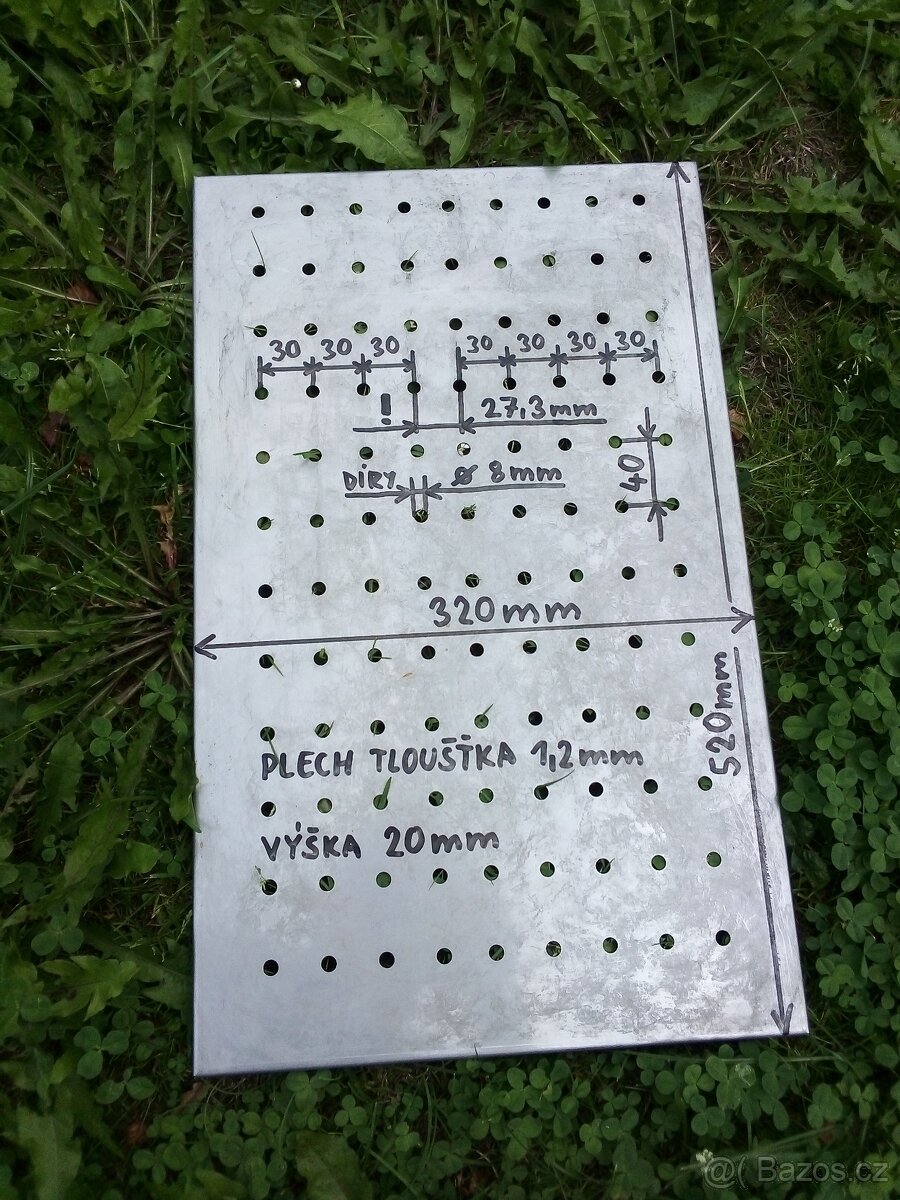 30 30 30 30 30 30 30
! 27,3mm
40
DÍRY ⌀ 8mm
320mm
520mm
PLECH TLOUŠŤKA 1,2mm
VÝŠKA 20mm
@( Bazos.cz